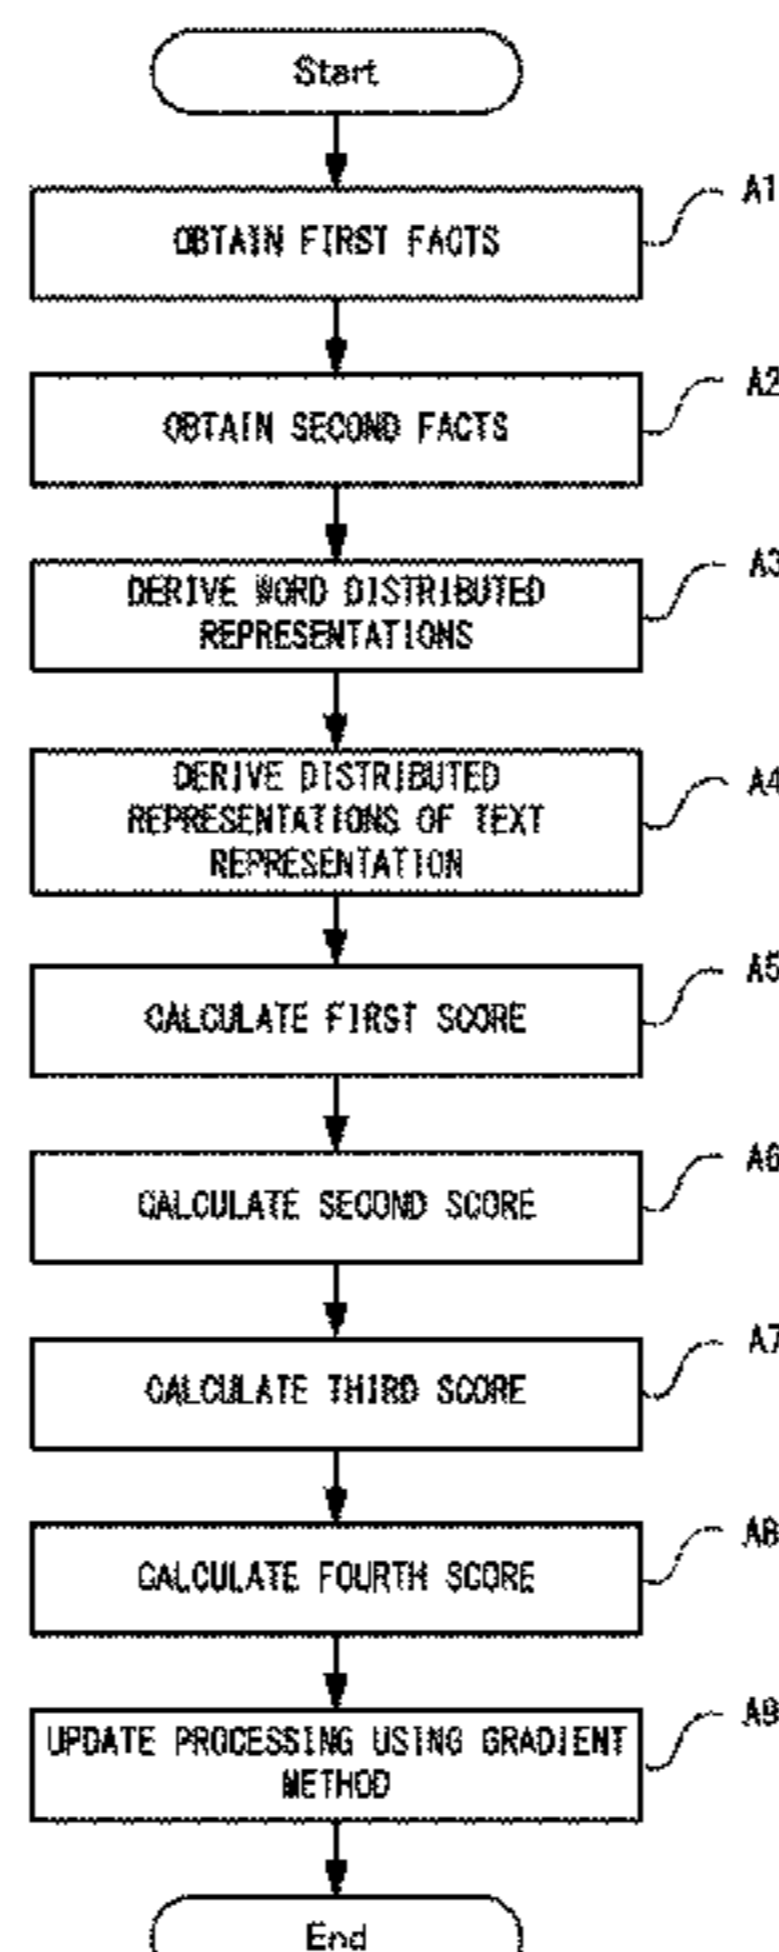 Start
OBTAIN FIRST FACTS
A1
OBTAIN SECOND FACTS
A2
DERIVE WORD DISTRIBUTED
REPRESENTATIONS
A3
DERIVE DISTRIBUTED
REPRESENTATIONS OF TEXT
REPRESENTATION
A4
CALCULATE FIRST SCORE
A5
CALCULATE SECOND SCORE
A6
CALCULATE THIRD SCORE
A7
CALCULATE FOURTH SCORE
A8
UPDATE PROCESSING USING GRADIENT
METHOD
A9
End